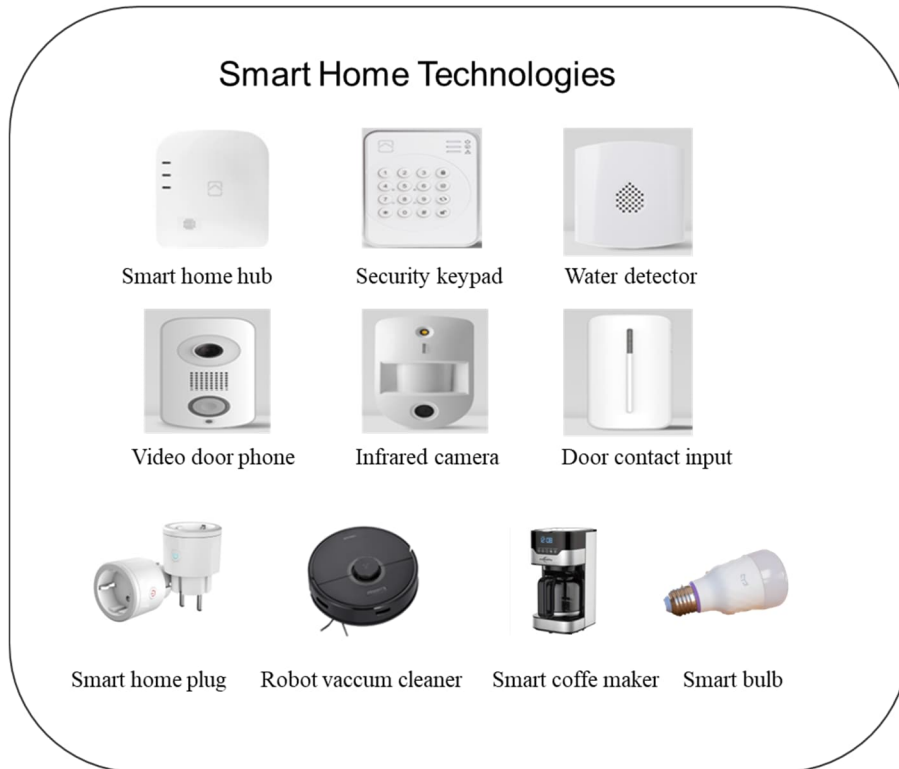 Smart Home Technologies
Smart home hub Security keypad Water detector
Video door phone Infrared camera Door contact input
Smart home plug Robot vaccum cleaner Smart coffe maker Smart bulb